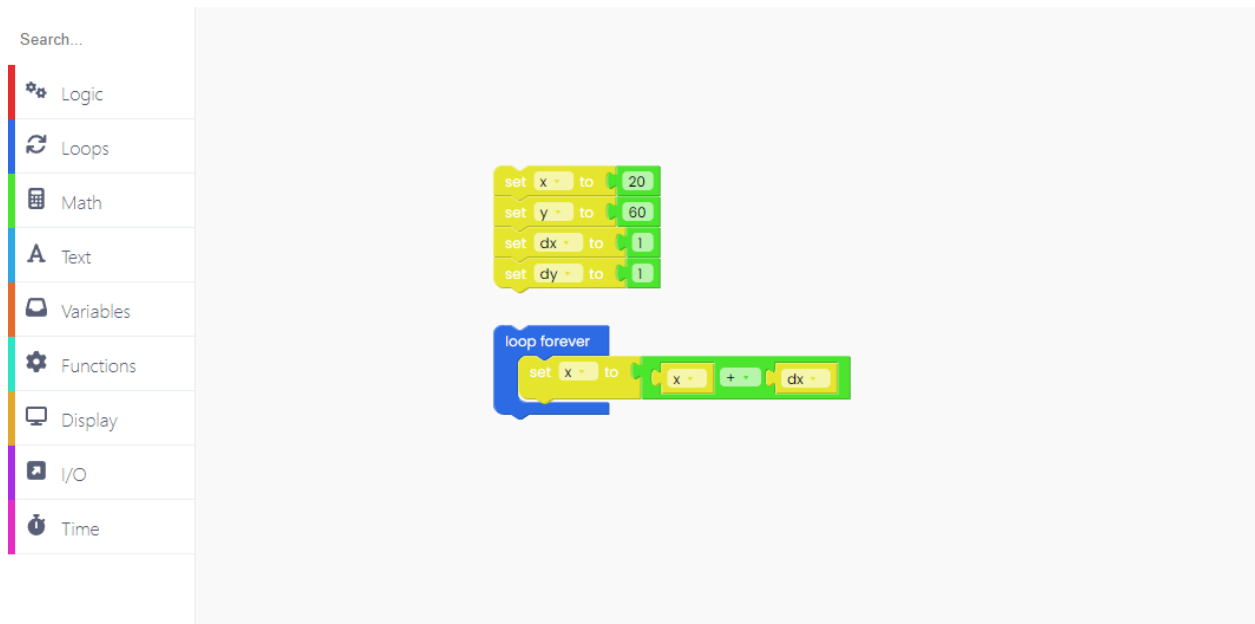 Search...
Logic
Loops
Math
Text
Variables
Functions
Display
I/O
Time
set x to 20
set y to 60
set dx to 1
set dy to 1
loop forever
set x to x + dx